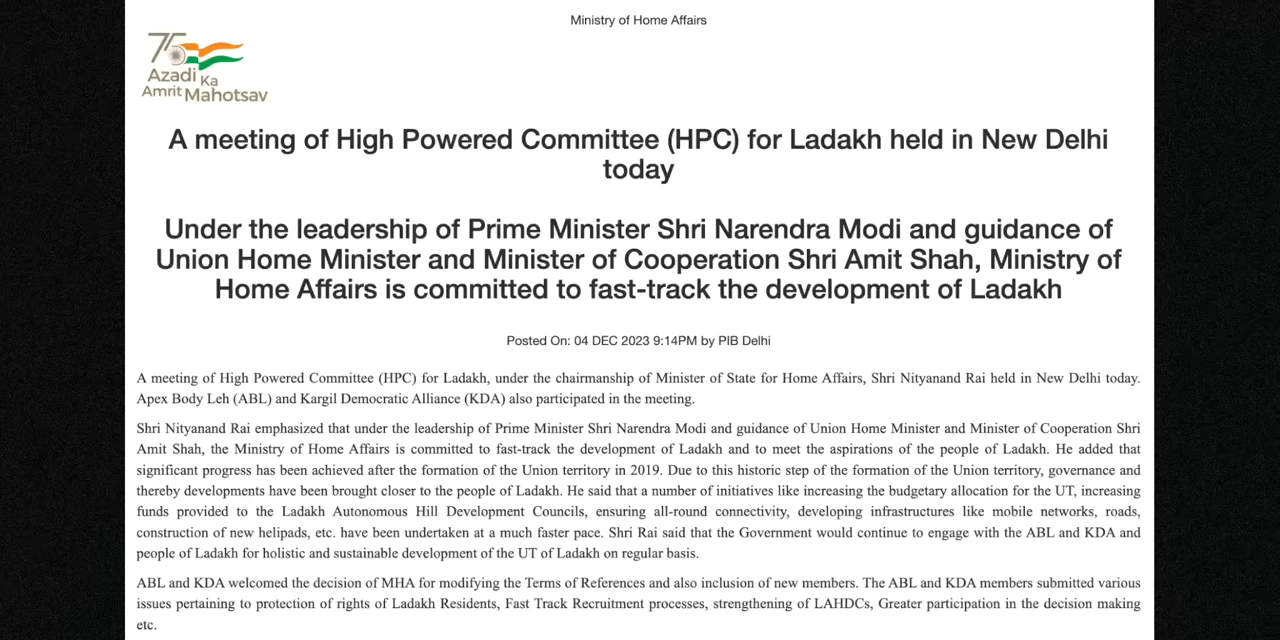 Ministry of Home Affairs
75
Azadi Ka
Amrit Mahotsav
A meeting of High Powered Committee (HPC) for Ladakh held in New Delhi
today
Under the leadership of Prime Minister Shri Narendra Modi and guidance of
Union Home Minister and Minister of Cooperation Shri Amit Shah, Ministry of
Home Affairs is committed to fast-track the development of Ladakh
Posted On: 04 DEC 2023 9:14PM by PIB Delhi
A meeting of High Powered Committee (HPC) for Ladakh, under the chairmanship of Minister of State for Home Affairs, Shri Nityanand Rai held in New Delhi today.
Apex Body Leh (ABL) and Kargil Democratic Alliance (KDA) also participated in the meeting.
Shri Nityanand Rai emphasized that under the leadership of Prime Minister Shri Narendra Modi and guidance of Union Home Minister and Minister of Cooperation Shri
Amit Shah, the Ministry of Home Affairs is committed to fast-track the development of Ladakh and to meet the aspirations of the people of Ladakh. He added that
significant progress has been achieved after the formation of the Union territory in 2019. Due to this historic step of the formation of the Union territory, governance and
thereby developments have been brought closer to the people of Ladakh. He said that a number of initiatives like increasing the budgetary allocation for the UT, increasing
funds provided to the Ladakh Autonomous Hill Development Councils, ensuring all-round connectivity, developing infrastructures like mobile networks, roads,
construction of new helipads, etc. have been undertaken at a much faster pace. Shri Rai said that the Government would continue to engage with the ABL and KDA and
people of Ladakh for holistic and sustainable development of the UT of Ladakh on regular basis.
ABL and KDA welcomed the decision of MHA for modifying the Terms of References and also inclusion of new members. The ABL and KDA members submitted various
issues pertaining to protection of rights of Ladakh Residents, Fast Track Recruitment processes, strengthening of LAHDCs, Greater participation in the decision making
etc.